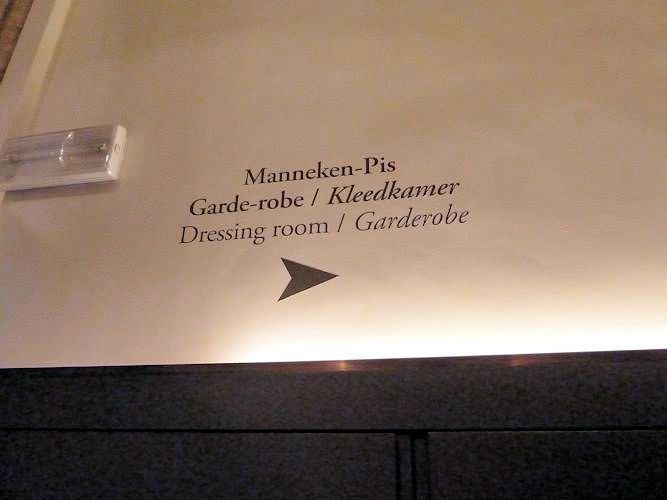 Manneken-Pis
Garde-robe / Kleedkamer
Dressing room / Garderobe